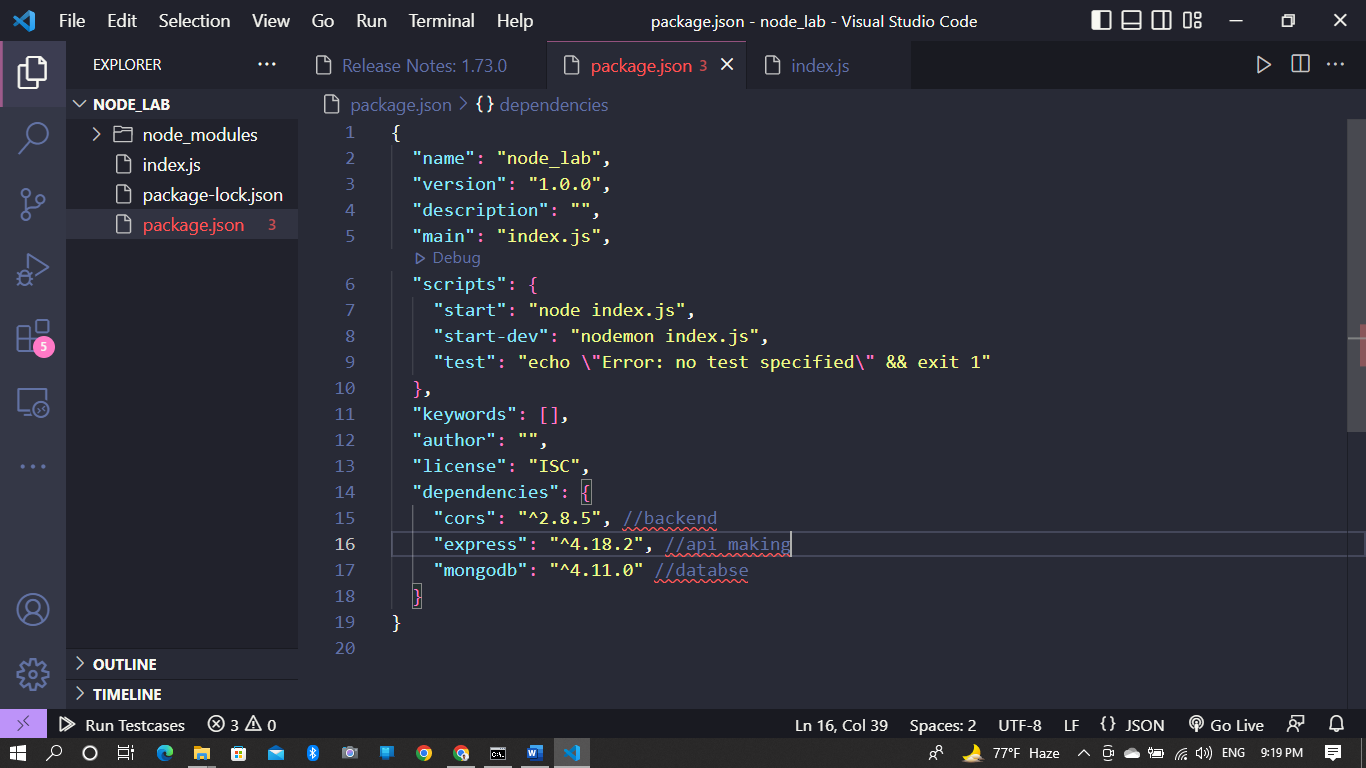 File Edit Selection View Go Run Terminal Help package.json - node_lab - Visual Studio Code
EXPLORER
NODE_LAB
node_modules
index.js
package-lock.json
package.json 3
OUTLINE
TIMELINE
5
Release Notes: 1.73.0 package.json 3 index.js
package.json > {} dependencies
1 {
2 "name": "node_lab",
3 "version": "1.0.0",
4 "description": "",
5 "main": "index.js",
Debug
6 "scripts": {
7 "start": "node index.js",
8 "start-dev": "nodemon index.js",
9 "test": "echo \"Error: no test specified\" && exit 1"
10 },
11 "keywords": [],
12 "author": "",
13 "license": "ISC",
14 "dependencies": {
15 "cors": "^2.8.5", //backend
16 "express": "^4.18.2", //api making
17 "mongodb": "^4.11.0" //databse
18 }
19 }
20
Run Testcases 3 0 Ln 16, Col 39 Spaces: 2 UTF-8 LF {} JSON Go Live
77°F Haze ENG 9:19 PM